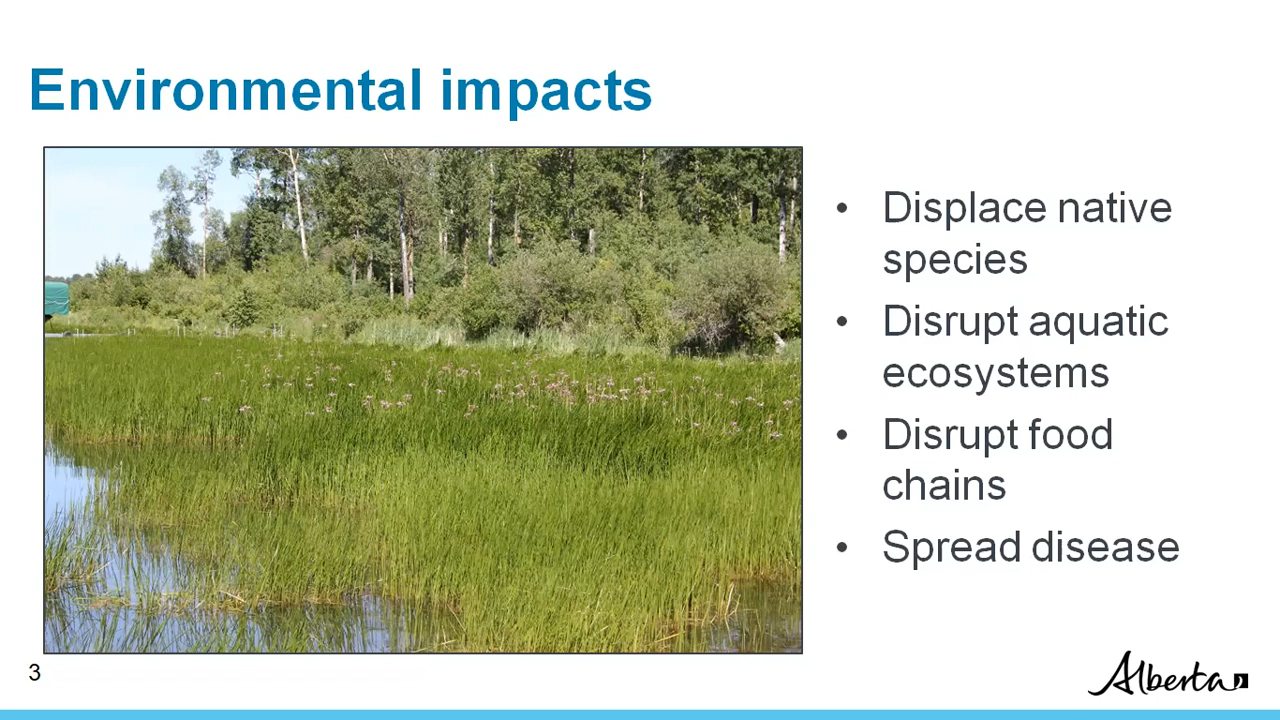 Environmental impacts
• Displace native
species
• Disrupt aquatic
ecosystems
• Disrupt food
chains
• Spread disease
3
Alberta